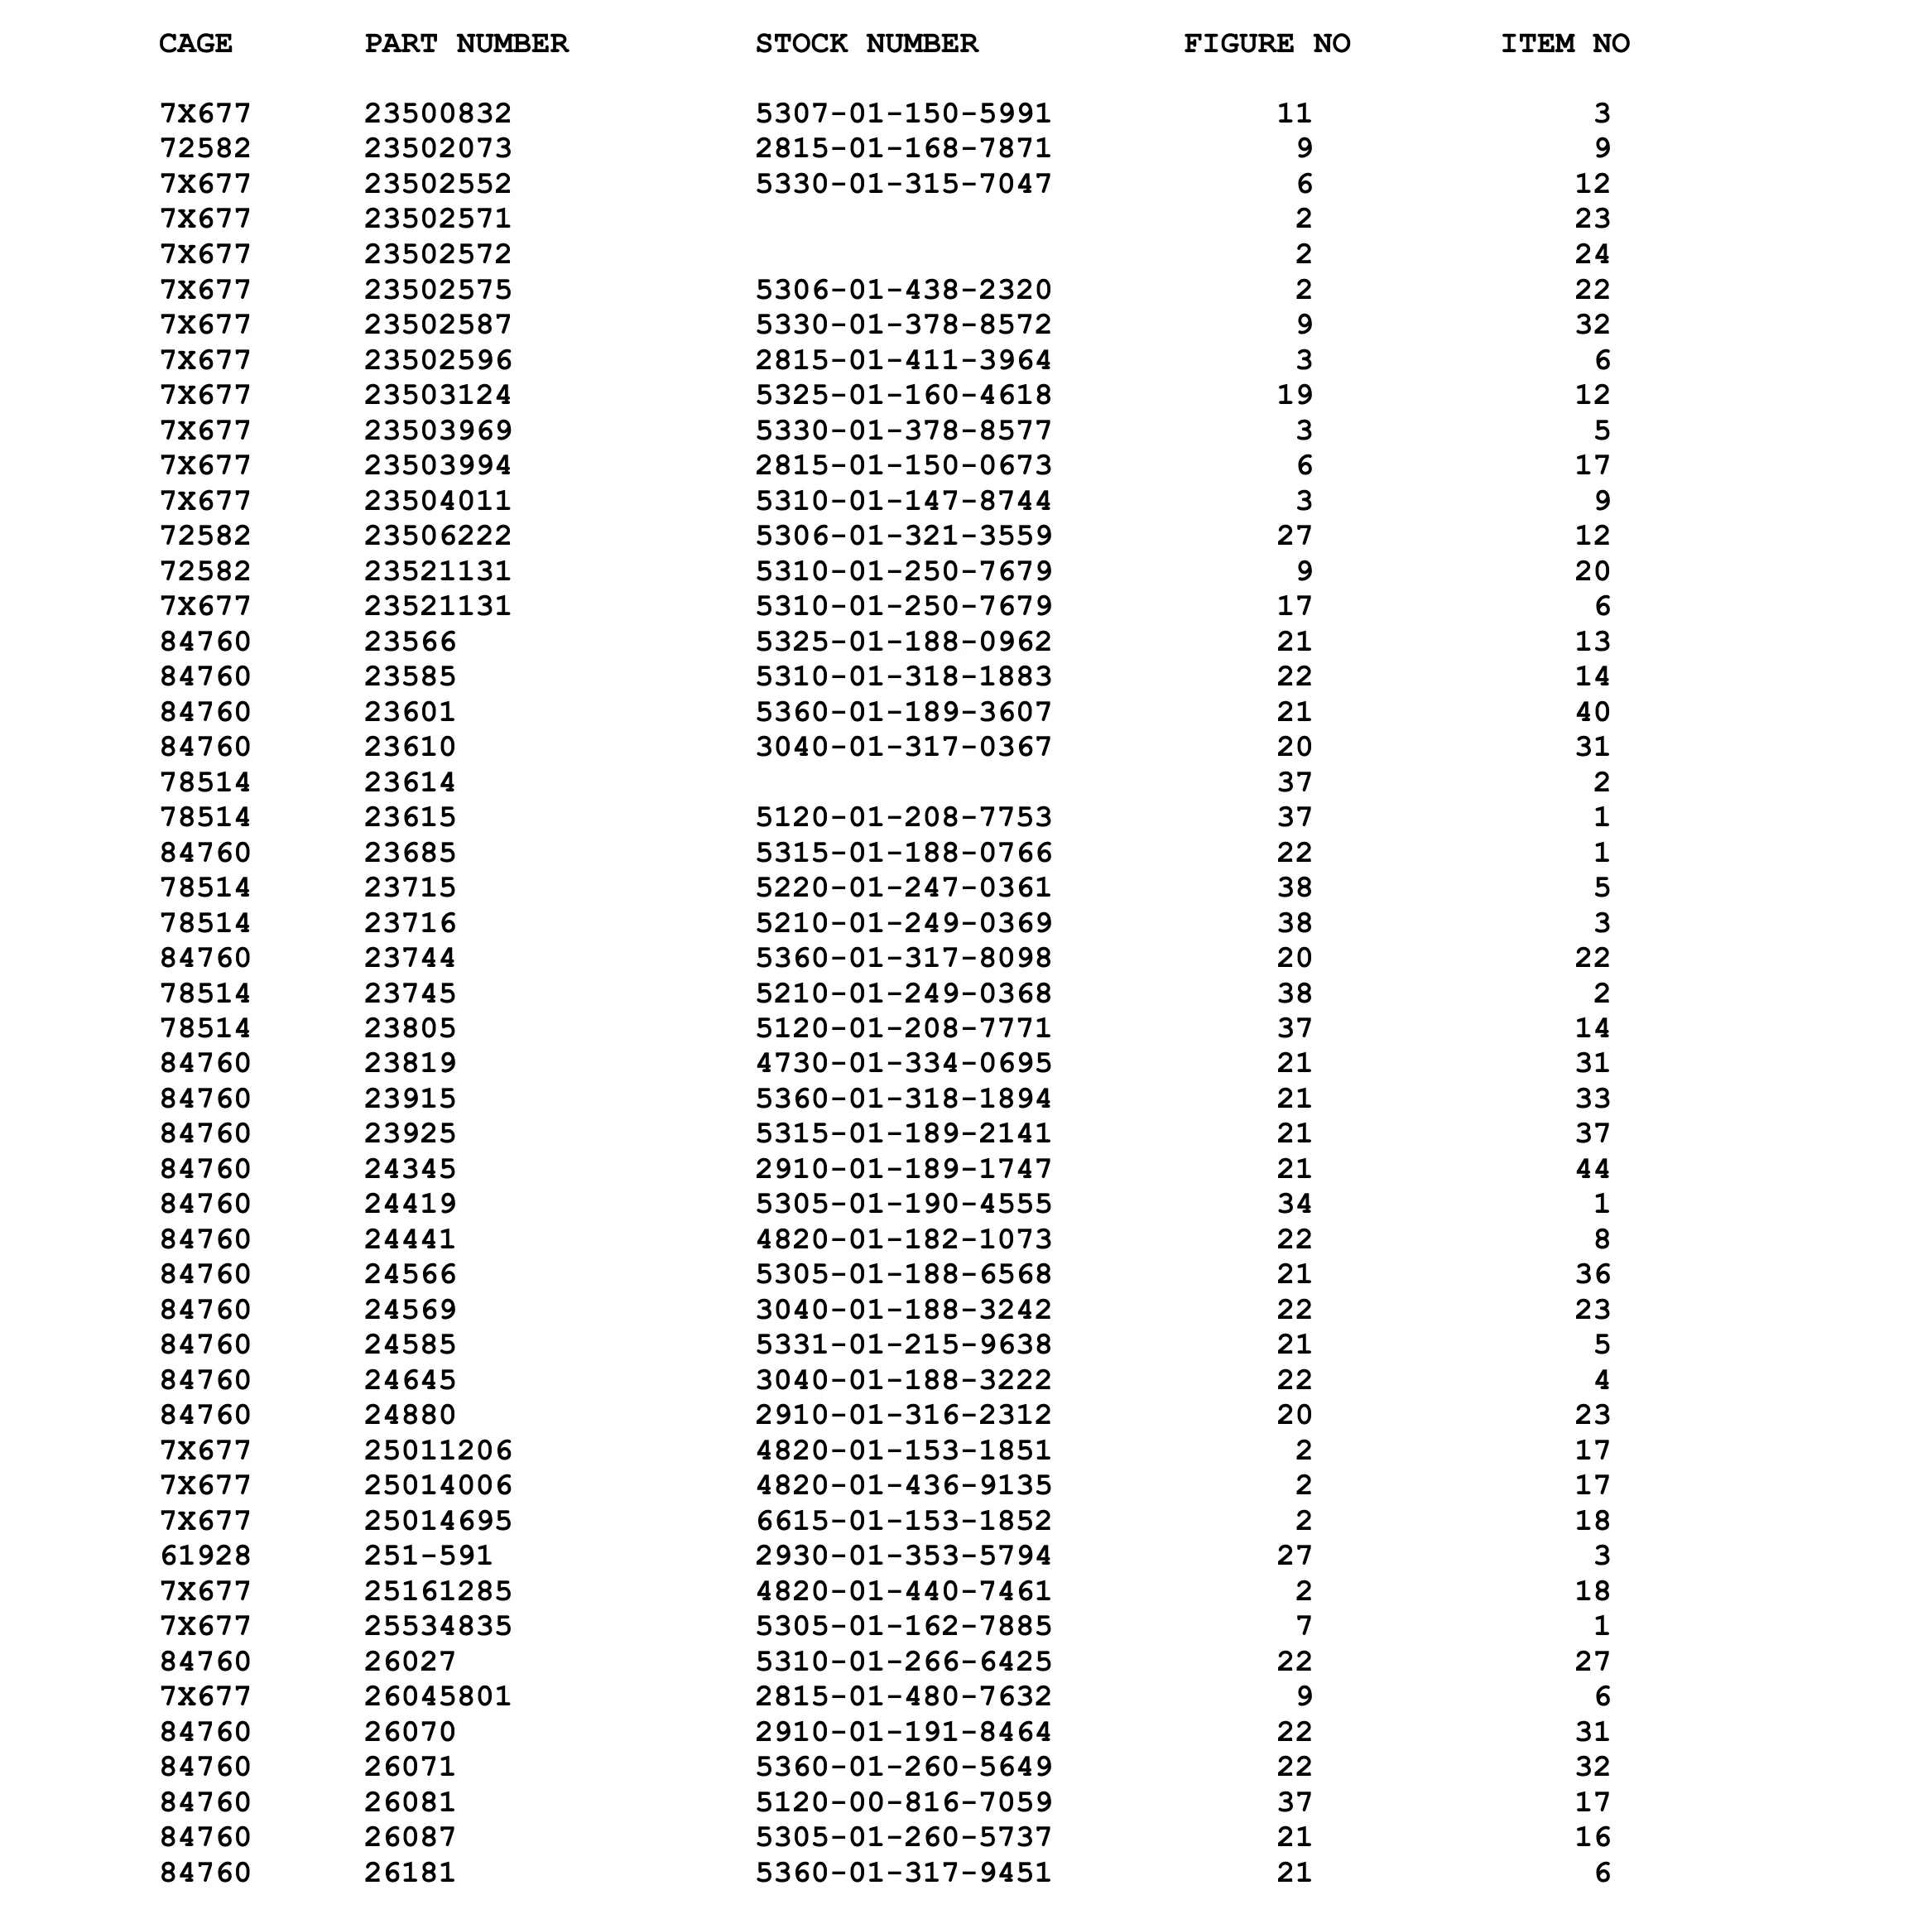 CAGE PART NUMBER STOCK NUMBER FIGURE NO ITEM NO
7X677 23500832 5307-01-150-5991 11 3
72582 23502073 2815-01-168-7871 9 9
7X677 23502552 5330-01-315-7047 6 12
7X677 23502571 2 23
7X677 23502572 2 24
7X677 23502575 5306-01-438-2320 2 22
7X677 23502587 5330-01-378-8572 9 32
7X677 23502596 2815-01-411-3964 3 6
7X677 23503124 5325-01-160-4618 19 12
7X677 23503969 5330-01-378-8577 3 5
7X677 23503994 2815-01-150-0673 6 17
7X677 23504011 5310-01-147-8744 3 9
72582 23506222 5306-01-321-3559 27 12
72582 23521131 5310-01-250-7679 9 20
7X677 23521131 5310-01-250-7679 17 6
84760 23566 5325-01-188-0962 21 13
84760 23585 5310-01-318-1883 22 14
84760 23601 5360-01-189-3607 21 40
84760 23610 3040-01-317-0367 20 31
78514 23614 37 2
78514 23615 5120-01-208-7753 37 1
84760 23685 5315-01-188-0766 22 1
78514 23715 5220-01-247-0361 38 5
78514 23716 5210-01-249-0369 38 3
84760 23744 5360-01-317-8098 20 22
78514 23745 5210-01-249-0368 38 2
78514 23805 5120-01-208-7771 37 14
84760 23819 4730-01-334-0695 21 31
84760 23915 5360-01-318-1894 21 33
84760 23925 5315-01-189-2141 21 37
84760 24345 2910-01-189-1747 21 44
84760 24419 5305-01-190-4555 34 1
84760 24441 4820-01-182-1073 22 8
84760 24566 5305-01-188-6568 21 36
84760 24569 3040-01-188-3242 22 23
84760 24585 5331-01-215-9638 21 5
84760 24645 3040-01-188-3222 22 4
84760 24880 2910-01-316-2312 20 23
7X677 25011206 4820-01-153-1851 2 17
7X677 25014006 4820-01-436-9135 2 17
7X677 25014695 6615-01-153-1852 2 18
61928 251-591 2930-01-353-5794 27 3
7X677 25161285 4820-01-440-7461 2 18
7X677 25534835 5305-01-162-7885 7 1
84760 26027 5310-01-266-6425 22 27
7X677 26045801 2815-01-480-7632 9 6
84760 26070 2910-01-191-8464 22 31
84760 26071 5360-01-260-5649 22 32
84760 26081 5120-00-816-7059 37 17
84760 26087 5305-01-260-5737 21 16
84760 26181 5360-01-317-9451 21 6